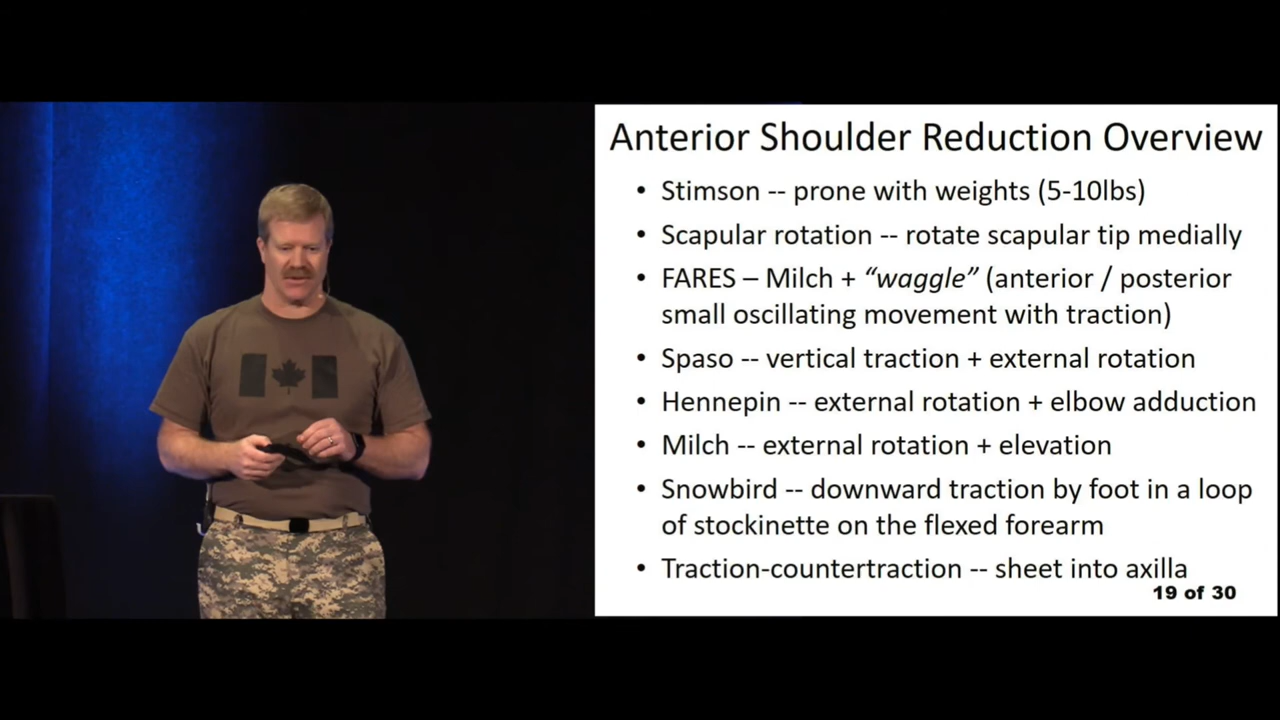 Anterior Shoulder Reduction Overview
• Stimson -- prone with weights (5-10lbs)
• Scapular rotation -- rotate scapular tip medially
• FARES – Milch + “waggle” (anterior / posterior
small oscillating movement with traction)
• Spaso -- vertical traction + external rotation
• Hennepin -- external rotation + elbow adduction
• Milch -- external rotation + elevation
• Snowbird -- downward traction by foot in a loop
of stockinette on the flexed forearm
• Traction-countertraction -- sheet into axilla
19 of 30